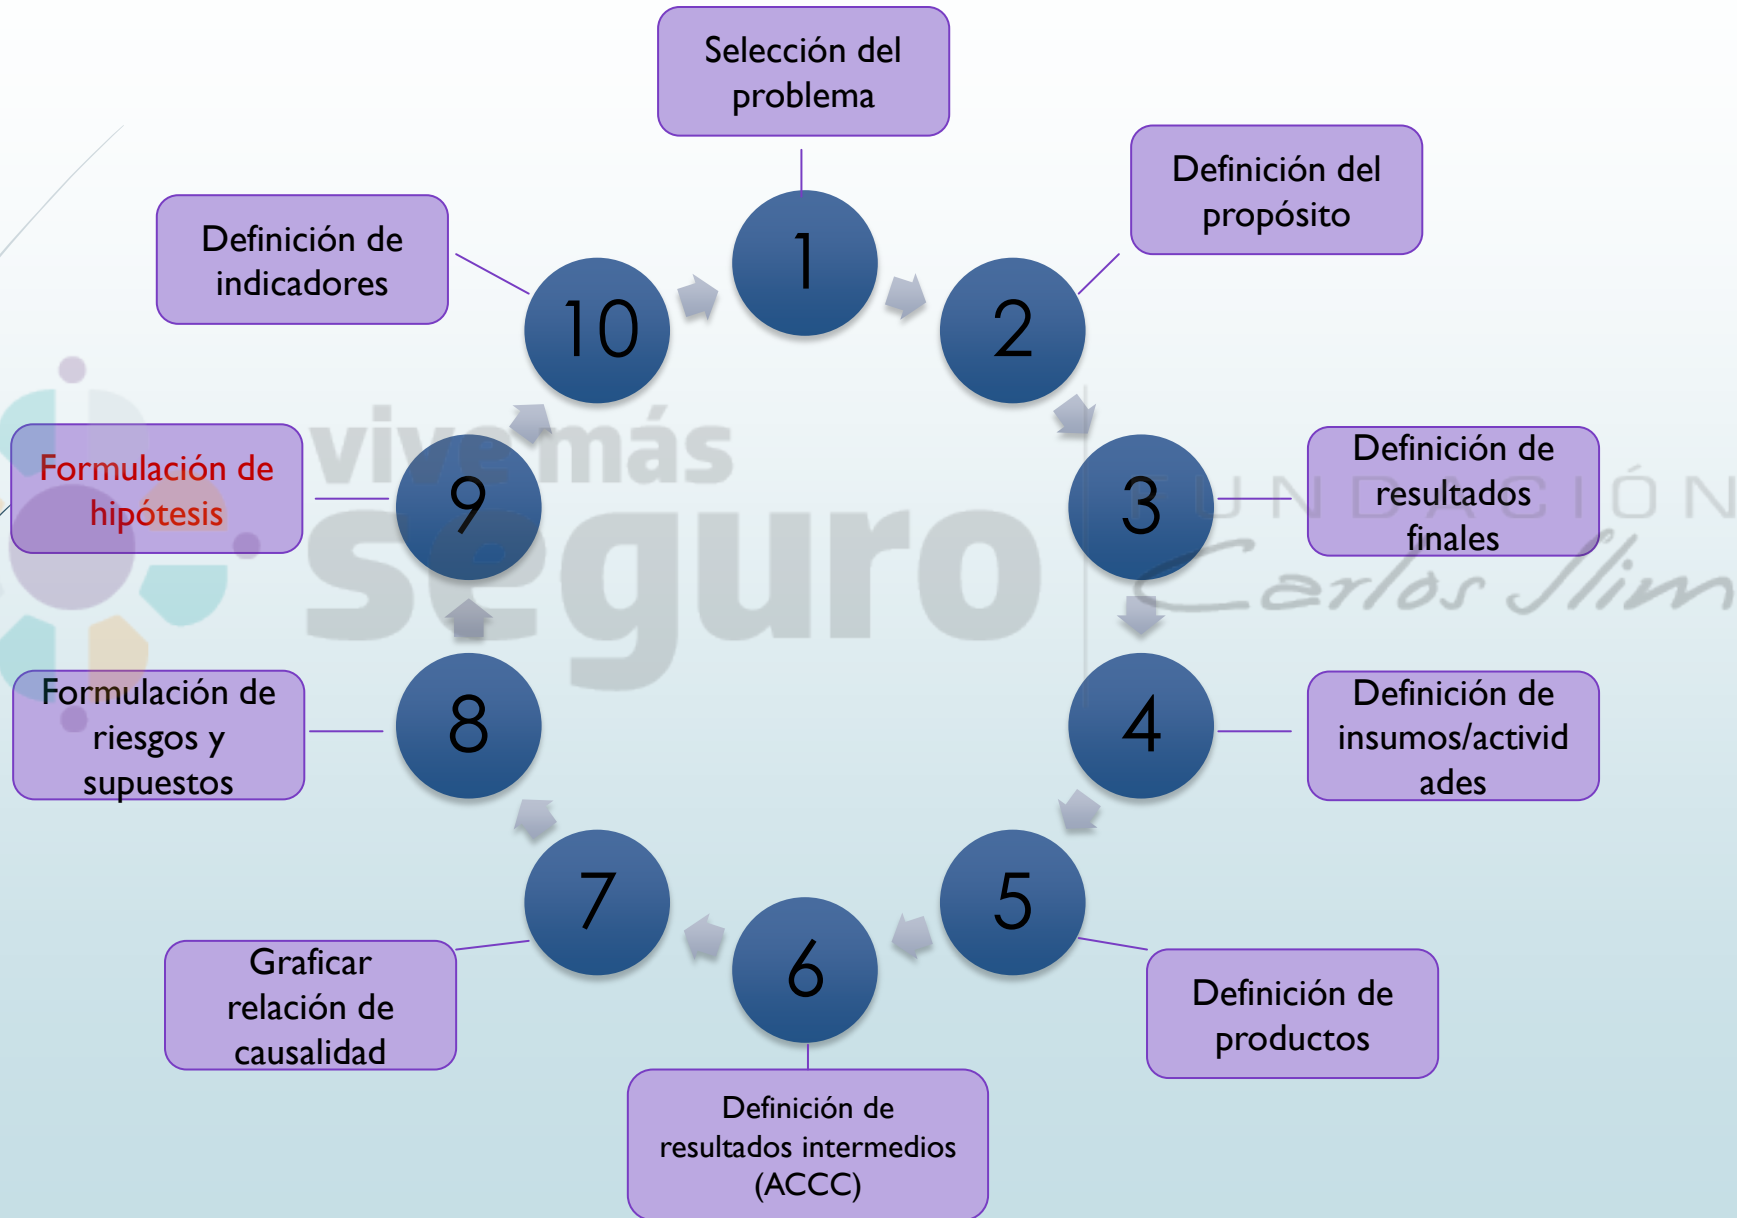 Selección del
problema
1
Definición del
propósito
2
Definición de
resultados
finales
3
Definición de
insumos/activid
ades
4
Definición de
productos
5
Definición de
resultados intermedios
(ACCC)
6
Graficar
relación de
causalidad
7
Formulación de
riesgos y
supuestos
8
Formulación de
hipótesis
9
Definición de
indicadores
10
vive más
seguro
FUNDACIÓN
Carlos Slim